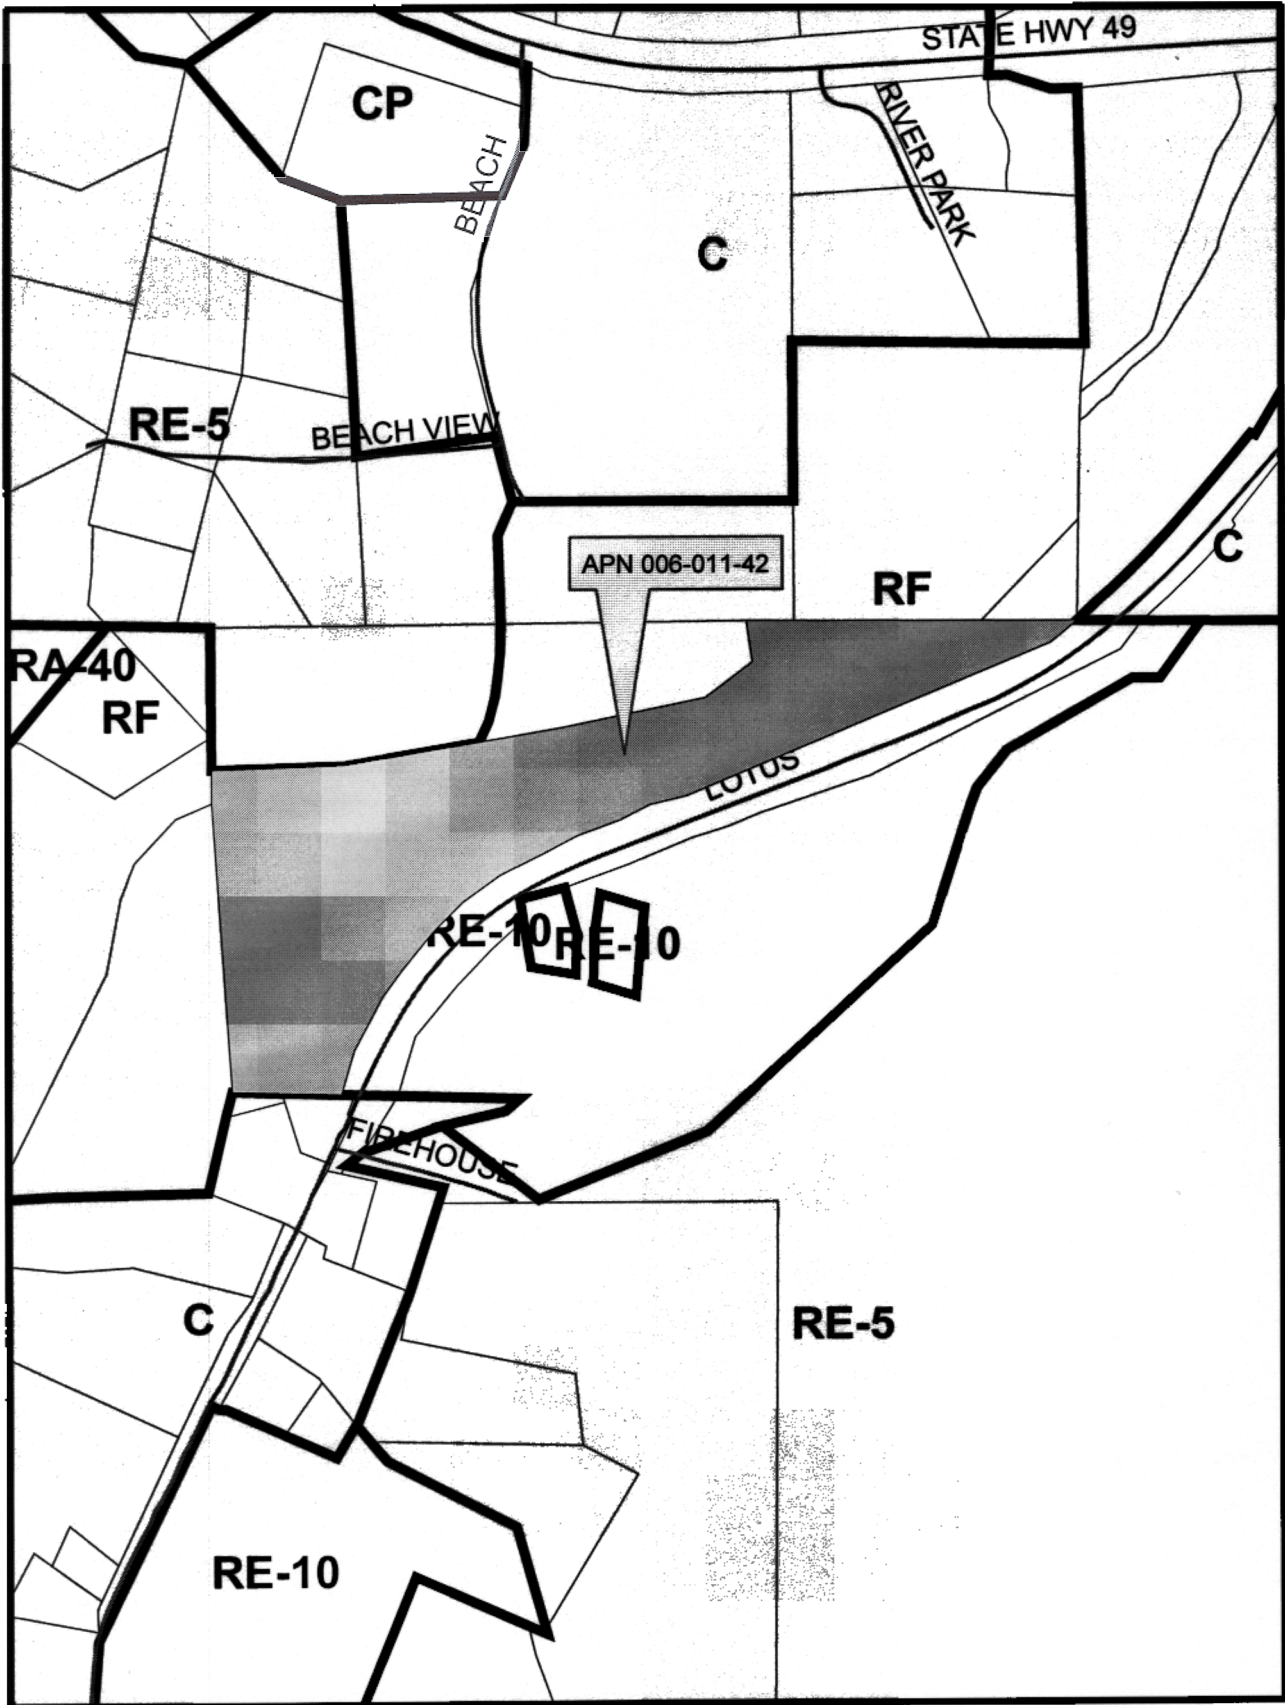 STATE HWY 49
CP
RIVER PARK
BEACH
C
RE-5
BEACH VIEW
C
APN 006-011-42
RF
RA-40
RF
LOTUS
RE-10
RE-10
FIREHOUSE
C
RE-5
RE-10